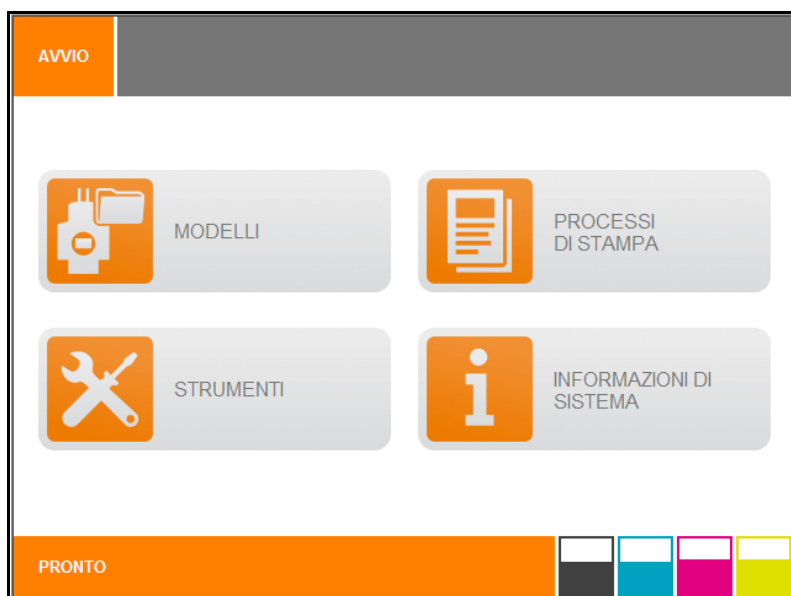 AVVIO
MODELLI
PROCESSI
DI STAMPA
STRUMENTI
INFORMAZIONI DI
SISTEMA
PRONTO